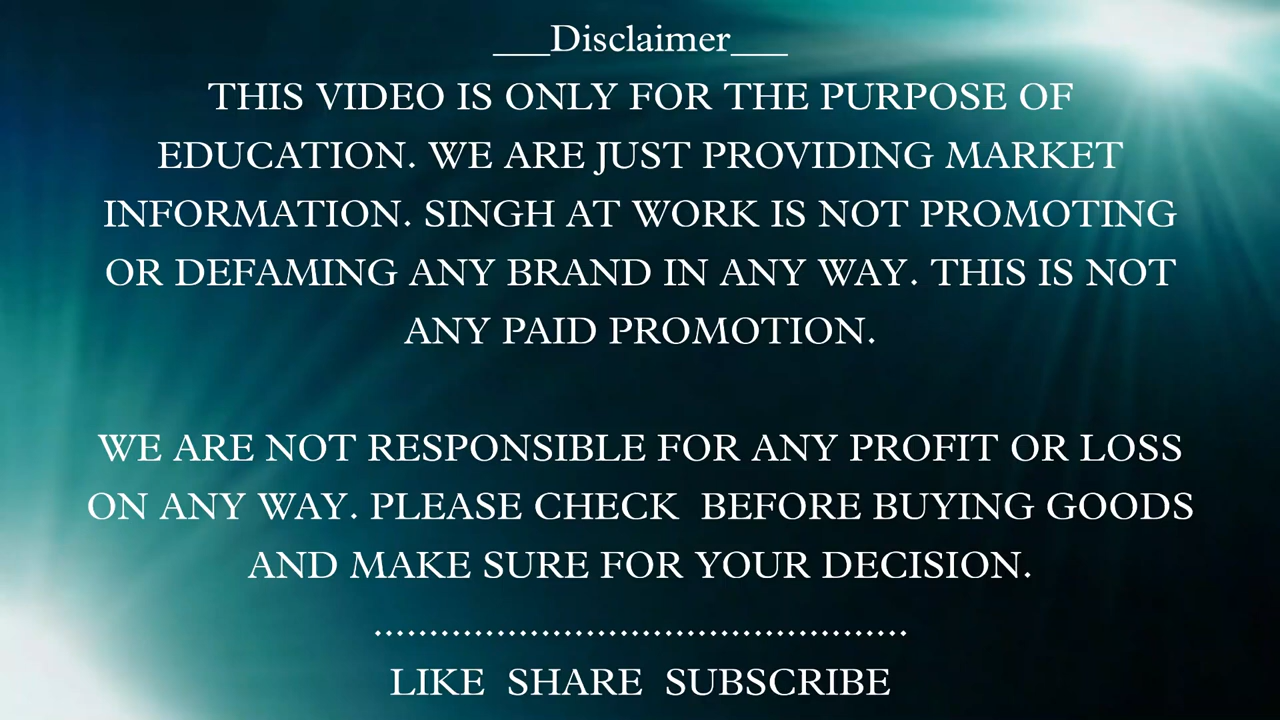 ___Disclaimer___
THIS VIDEO IS ONLY FOR THE PURPOSE OF
EDUCATION. WE ARE JUST PROVIDING MARKET
INFORMATION. SINGH AT WORK IS NOT PROMOTING
OR DEFAMING ANY BRAND IN ANY WAY. THIS IS NOT
ANY PAID PROMOTION.
WE ARE NOT RESPONSIBLE FOR ANY PROFIT OR LOSS
ON ANY WAY. PLEASE CHECK  BEFORE BUYING GOODS
AND MAKE SURE FOR YOUR DECISION.
................................................
LIKE  SHARE  SUBSCRIBE